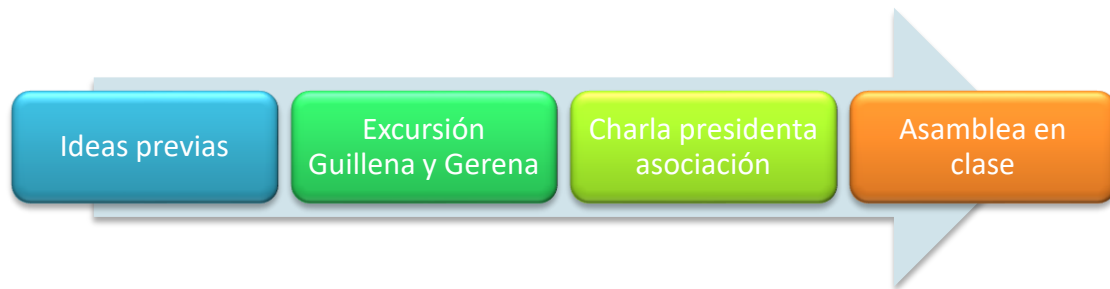 Ideas previas
Excursión
Guillena y Gerena
Charla presidenta
asociación
Asamblea en
clase